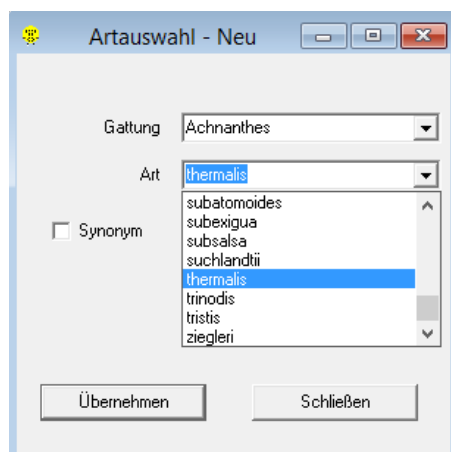 Artauswahl - Neu
Gattung Achnanthes
Art thermalis
subatomoides
Synonym subexigua
subsalsa
suchlandtii
thermalis
trinodis
tristis
ziegleri
Übernehmen Schließen